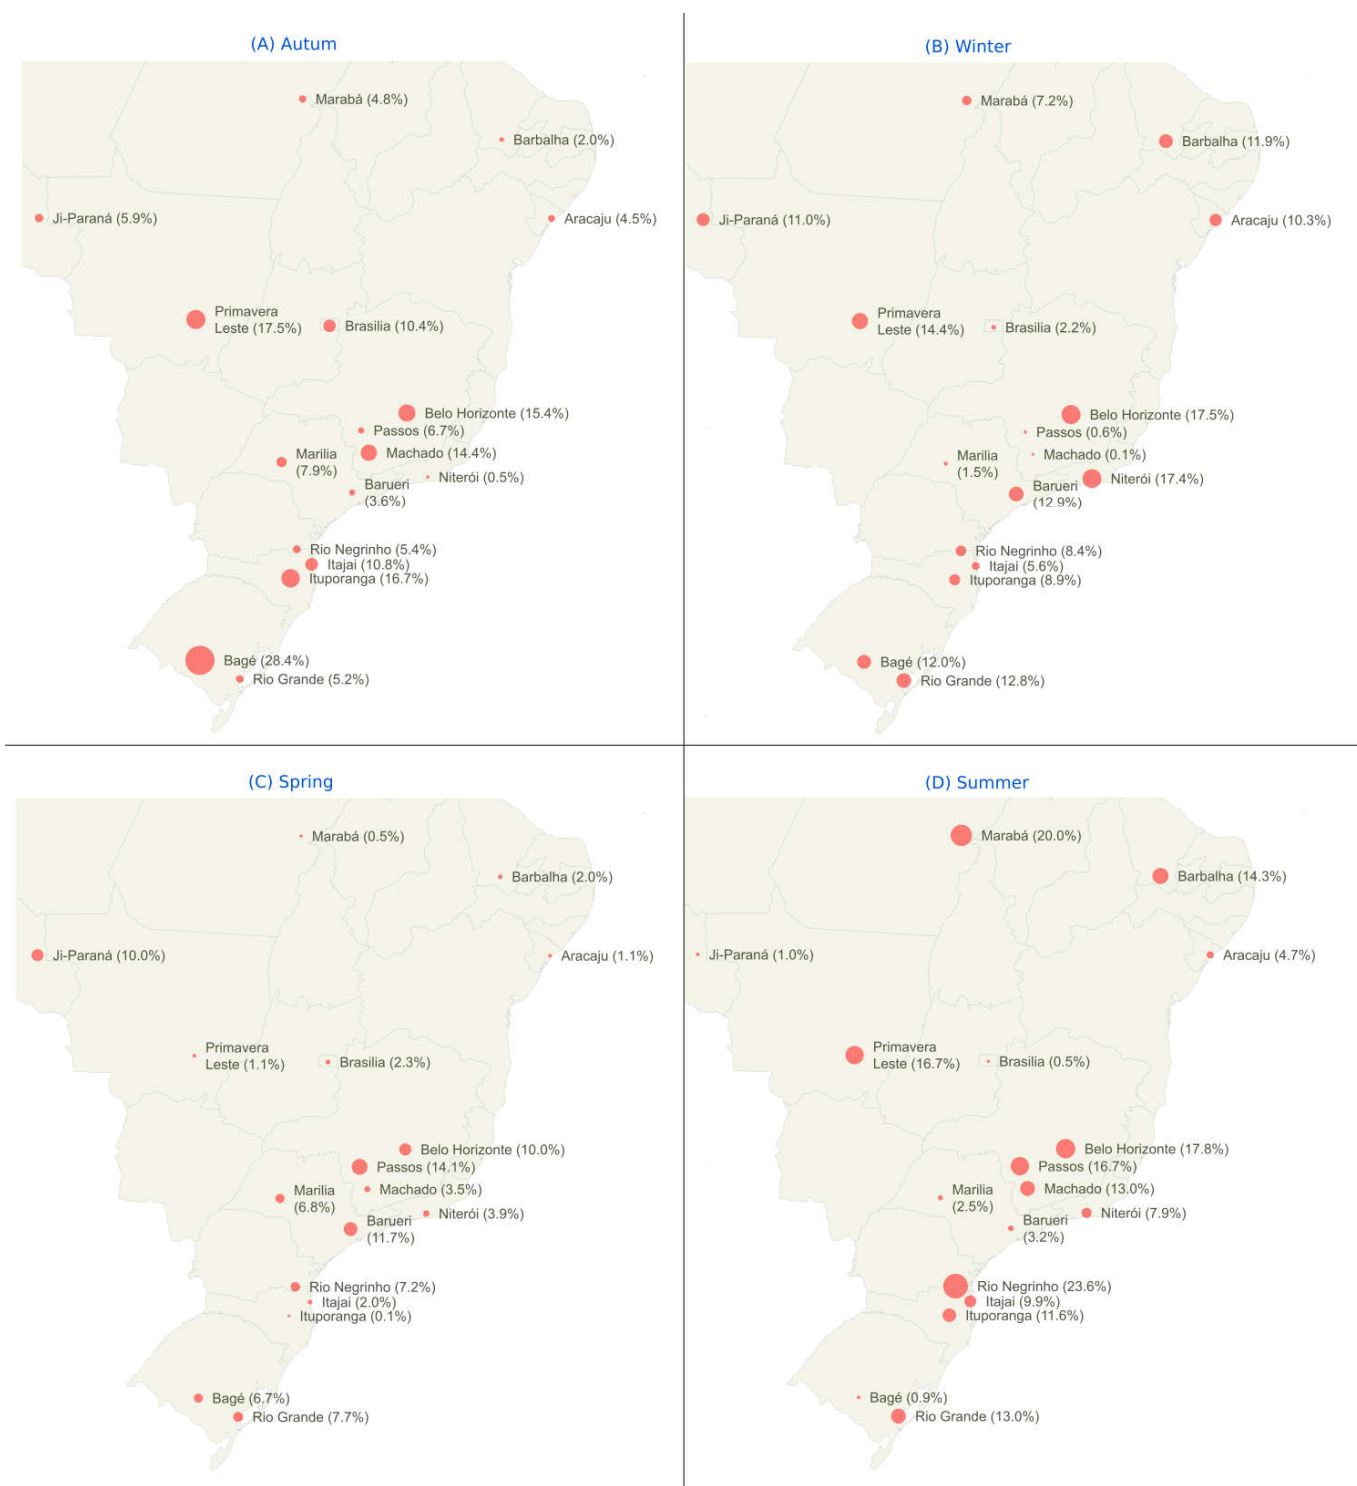 (A) Autum
Marabá (4.8%)
Barbalha (2.0%)
Ji-Paraná (5.9%)
Aracaju (4.5%)
Primavera
Leste (17.5%)
Brasilia (10.4%)
Belo Horizonte (15.4%)
Passos (6.7%)
Machado (14.4%)
Marilia
(7.9%)
Niterói (0.5%)
Barueri
(3.6%)
Rio Negrinho (5.4%)
Itajai (10.8%)
Ituporanga (16.7%)
Bagé (28.4%)
Rio Grande (5.2%)
(B) Winter
Marabá (7.2%)
Barbalha (11.9%)
Ji-Paraná (11.0%)
Aracaju (10.3%)
Primavera
Leste (14.4%)
Brasilia (2.2%)
Belo Horizonte (17.5%)
Passos (0.6%)
Machado (0.1%)
Marilia
(1.5%)
Niterói (17.4%)
Barueri
(12.9%)
Rio Negrinho (8.4%)
Itajai (5.6%)
Ituporanga (8.9%)
Bagé (12.0%)
Rio Grande (12.8%)
(C) Spring
Marabá (0.5%)
Barbalha (2.0%)
Ji-Paraná (10.0%)
Aracaju (1.1%)
Primavera
Leste (1.1%)
Brasilia (2.3%)
Belo Horizonte (10.0%)
Passos (14.1%)
Machado (3.5%)
Marilia
(6.8%)
Niterói (3.9%)
Barueri
(11.7%)
Rio Negrinho (7.2%)
Itajai (2.0%)
Ituporanga (0.1%)
Bagé (6.7%)
Rio Grande (7.7%)
(D) Summer
Marabá (20.0%)
Barbalha (14.3%)
Ji-Paraná (1.0%)
Aracaju (4.7%)
Primavera
Leste (16.7%)
Brasilia (0.5%)
Belo Horizonte (17.8%)
Passos (16.7%)
Machado (13.0%)
Marilia
(2.5%)
Niterói (7.9%)
Barueri
(3.2%)
Rio Negrinho (23.6%)
Itajai (9.9%)
Ituporanga (11.6%)
Bagé (0.9%)
Rio Grande (13.0%)